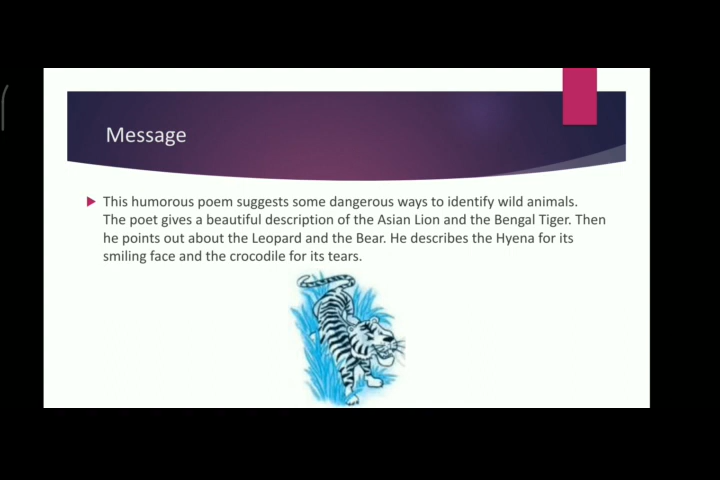 Message
This humorous poem suggests some dangerous ways to identify wild animals.
The poet gives a beautiful description of the Asian Lion and the Bengal Tiger. Then
he points out about the Leopard and the Bear. He describes the Hyena for its
smiling face and the crocodile for its tears.